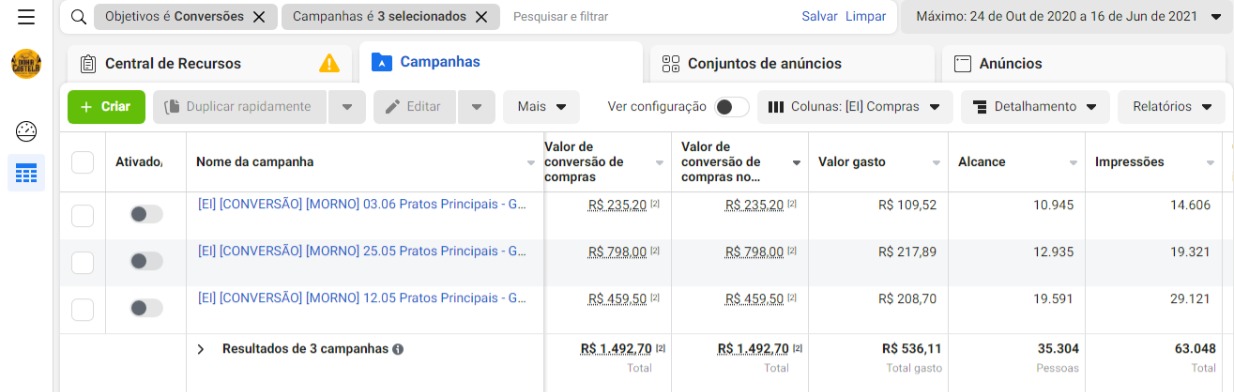 Objetivos é Conversões ✕ Campanhas é 3 selecionados ✕ Pesquisar e filtrar Salvar Limpar Máximo: 24 de Out de 2020 a 16 de Jun de 2021
Central de Recursos Campanhas Conjuntos de anúncios Anúncios
+ Criar Duplicar rapidamente Editar Mais Ver configuração Colunas: [EI] Compras Detalhamento Relatórios
Ativado/ Nome da campanha Valor de conversão de compras Valor de conversão de compras no... Valor gasto Alcance Impressões
[EI] [CONVERSÃO] [MORNO] 03.06 Pratos Principais - G... R$ 235,20 [2] R$ 235,20 [2] R$ 109,52 10.945 14.606
[EI] [CONVERSÃO] [MORNO] 25.05 Pratos Principais - G... R$ 798,00 [2] R$ 798,00 [2] R$ 217,89 12.935 19.321
[EI] [CONVERSÃO] [MORNO] 12.05 Pratos Principais - G... R$ 459,50 [2] R$ 459,50 [2] R$ 208,70 19.591 29.121
Resultados de 3 campanhas R$ 1.492,70 [2] R$ 1.492,70 [2] R$ 536,11 35.304 63.048
Total Total Total gasto Pessoas Total